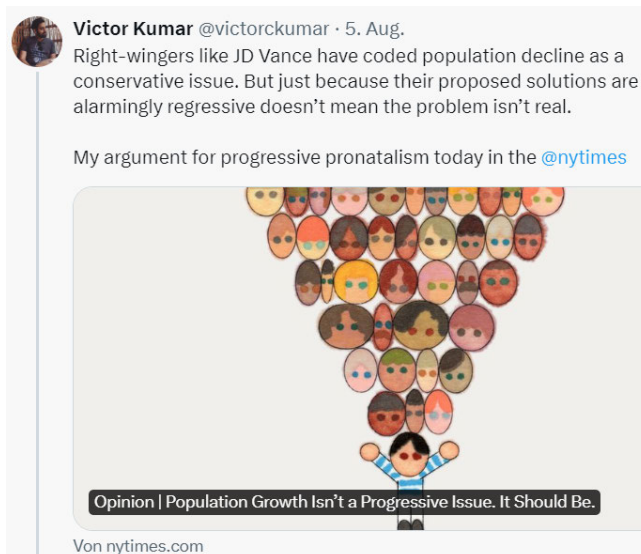 Victor Kumar @victorckumar · 5. Aug.
Right-wingers like JD Vance have coded population decline as a
conservative issue. But just because their proposed solutions are
alarmingly regressive doesn’t mean the problem isn’t real.
My argument for progressive pronatalism today in the @nytimes
Opinion | Population Growth Isn’t a Progressive Issue. It Should Be.
Von nytimes.com